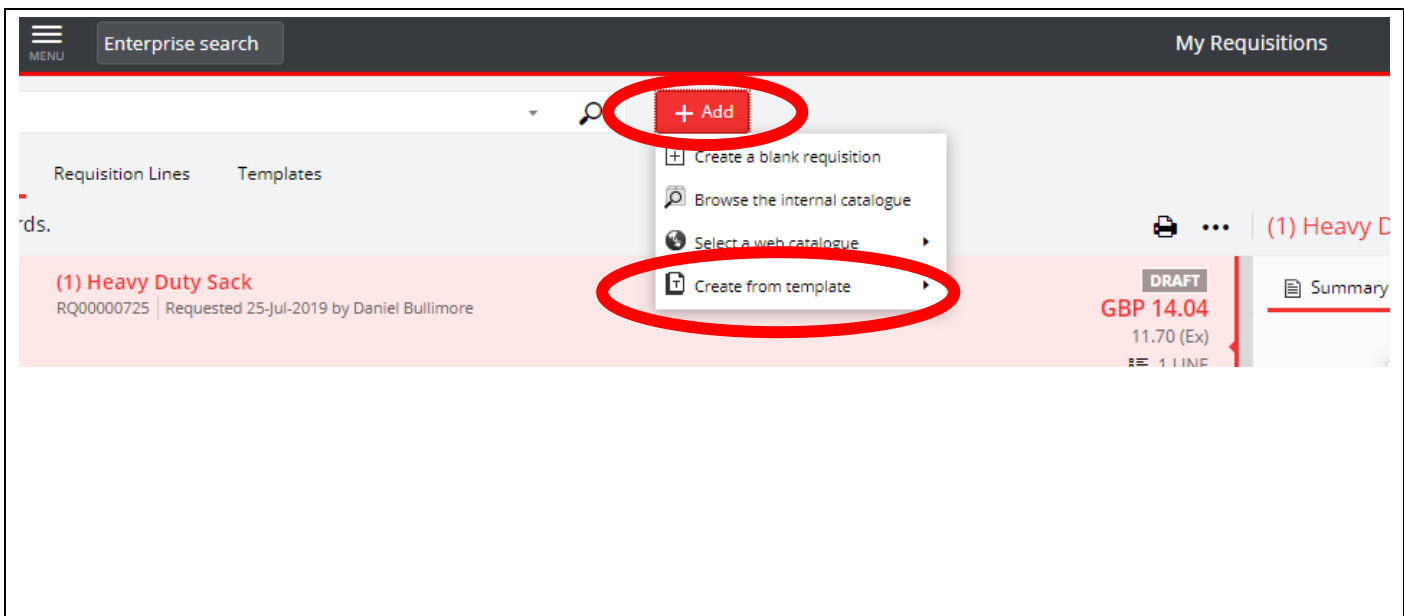 MENU
Enterprise search
My Requisitions
+ Add
Create a blank requisition
Browse the internal catalogue
Select a web catalogue
Create from template
Requisition Lines Templates
rds.
(1) Heavy D
(1) Heavy Duty Sack
RQ00000725 Requested 25-Jul-2019 by Daniel Bullimore
DRAFT
GBP 14.04
11.70 (Ex)
1 LINE
Summary